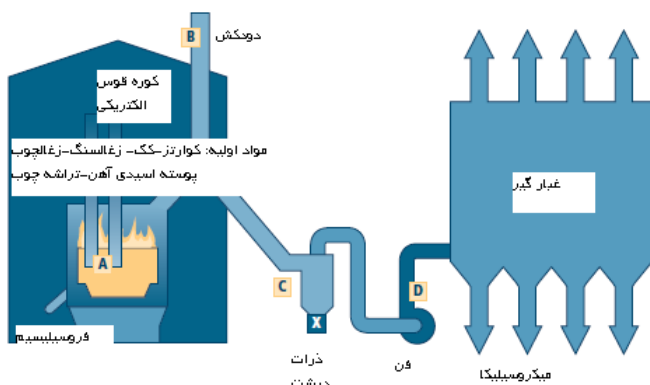 B
دودکش
کوره قوس
الکتریکی
مواد اولیه: کوارتز-کک- زغالسنگ-زغالچوب
پوسته اسیدی آهن-تراشه چوب
غبار گیر
A
C
D
X
فروسیلیسیم
ذرات
درشت
فن
میکروسیلیکا